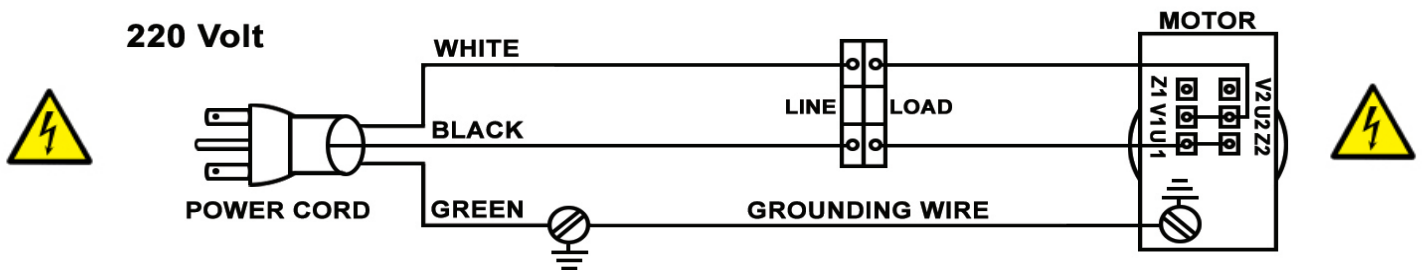 220 Volt
MOTOR
WHITE
LINE
LOAD
BLACK
POWER CORD
GREEN
GROUNDING WIRE
Z1 V1 U1
V2 U2 Z2